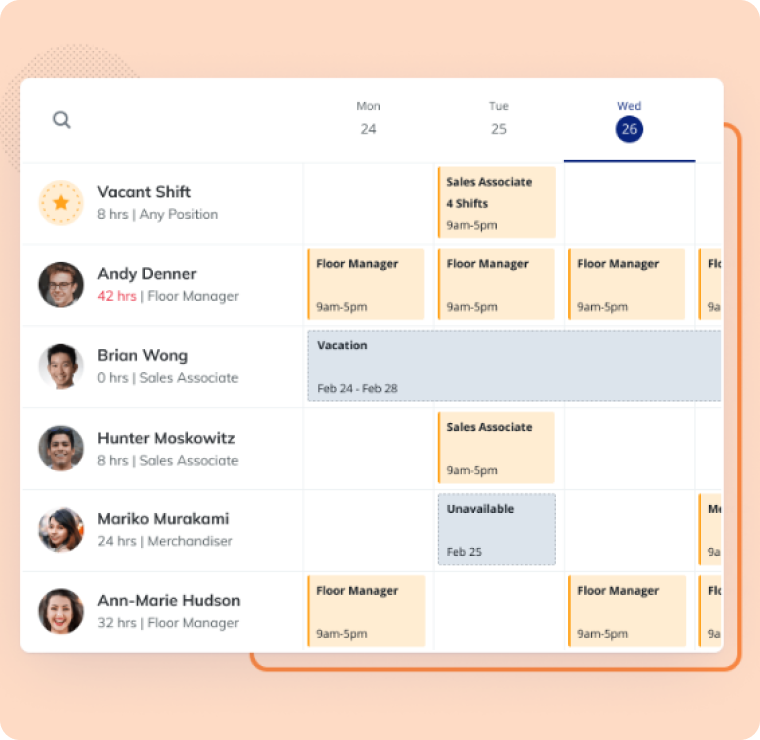 Mon
24
Tue
25
Wed
26
Vacant Shift
8 hrs | Any Position
Sales Associate
4 Shifts
9am-5pm
Andy Denner
42 hrs | Floor Manager
Floor Manager
9am-5pm
Floor Manager
9am-5pm
Floor Manager
9am-5pm
Flo
9a
Brian Wong
0 hrs | Sales Associate
Vacation
Feb 24 - Feb 28
Hunter Moskowitz
8 hrs | Sales Associate
Sales Associate
9am-5pm
Mariko Murakami
24 hrs | Merchandiser
Unavailable
Feb 25
Me
9a
Ann-Marie Hudson
32 hrs | Floor Manager
Floor Manager
9am-5pm
Floor Manager
9am-5pm
Flo
9a